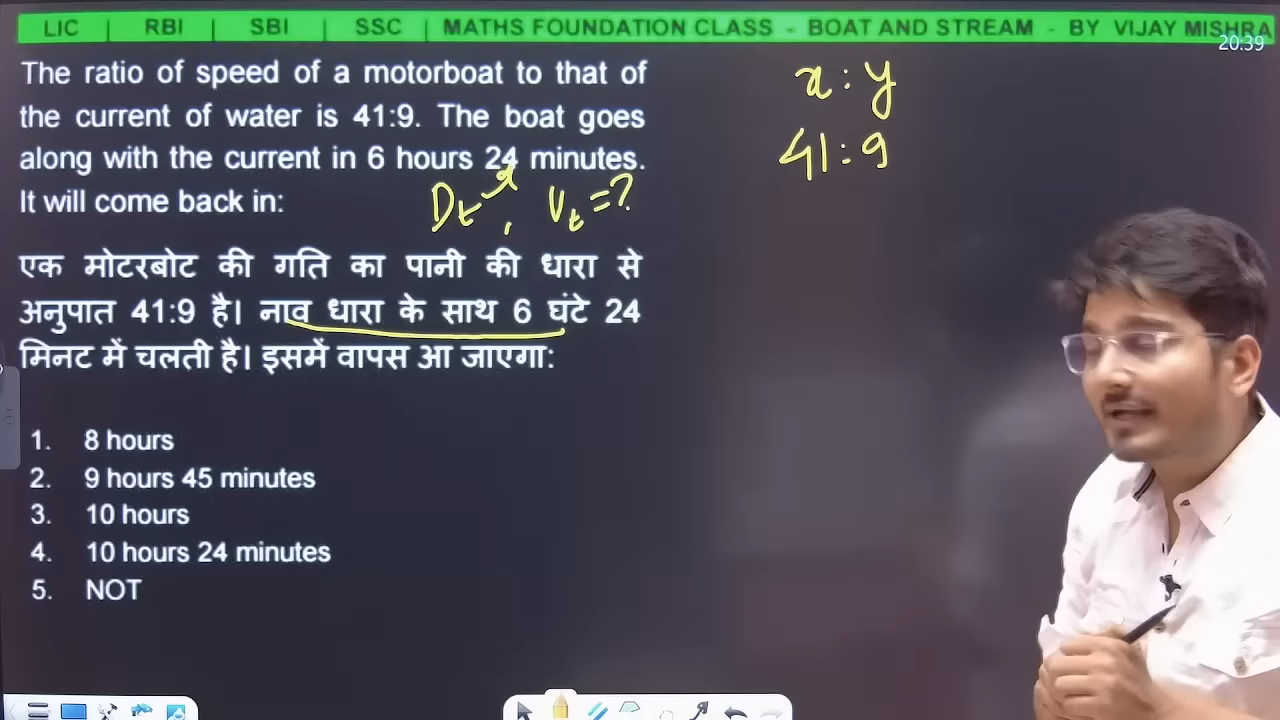 LIC | RBI | SBI | SSC | MATHS FOUNDATION CLASS - BOAT AND STREAM - BY VIJAY MISHRA
20:39
The ratio of speed of a motorboat to that of
the current of water is 41:9. The boat goes
along with the current in 6 hours 24 minutes.
It will come back in:
Dt , Ut = ?
x : y
41 : 9
एक मोटरबोट की गति का पानी की धारा से
अनुपात 41:9 है। नाव धारा के साथ 6 घंटे 24
मिनट में चलती है। इसमें वापस आ जाएगा:
1. 8 hours
2. 9 hours 45 minutes
3. 10 hours
4. 10 hours 24 minutes
5. NOT